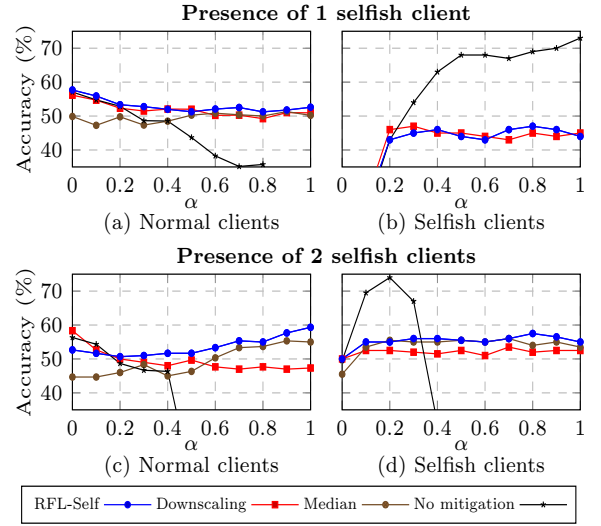 Presence of 1 selfish client
Accuracy (%)
70
60
50
40
0 0.2 0.4 0.6 0.8 1
α
(a) Normal clients
0 0.2 0.4 0.6 0.8 1
α
(b) Selfish clients
Presence of 2 selfish clients
Accuracy (%)
70
60
50
40
0 0.2 0.4 0.6 0.8 1
α
(c) Normal clients
0 0.2 0.4 0.6 0.8 1
α
(d) Selfish clients
RFL-Self Downscaling Median No mitigation